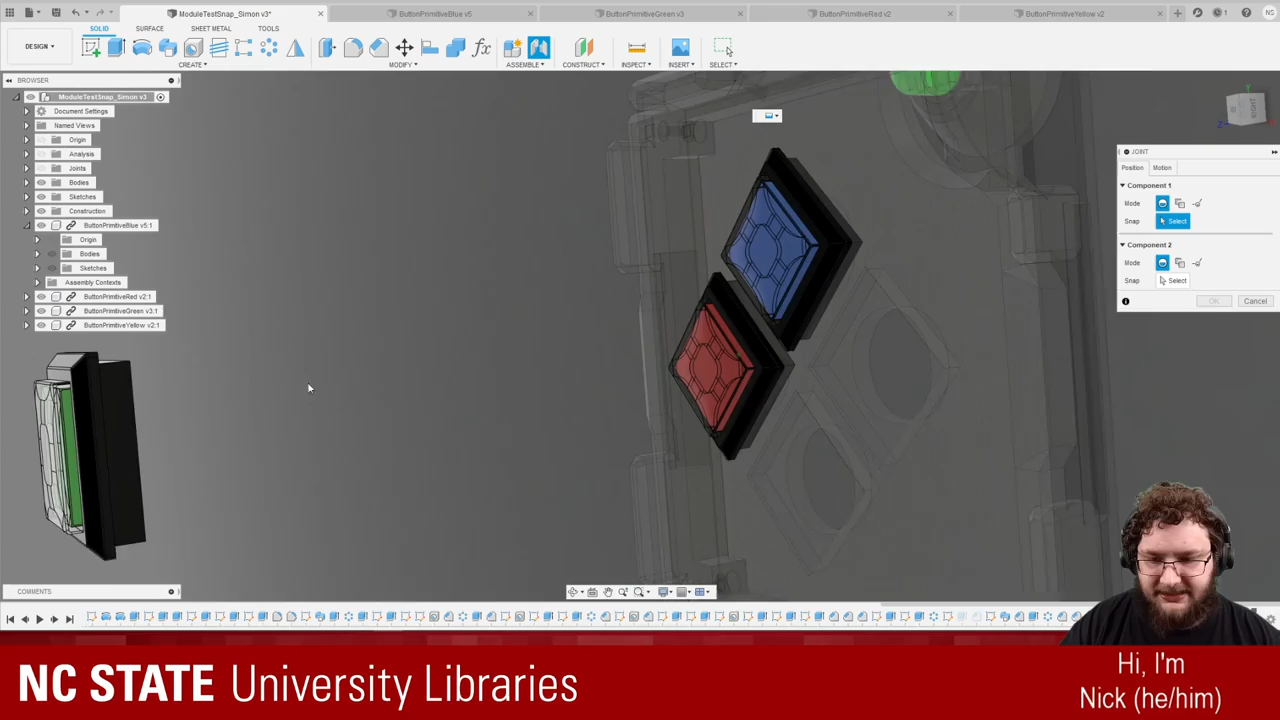 ModuleTestSnap_Simon v3*
ButtonPrimitiveBlue v5
ButtonPrimitiveGreen v3
ButtonPrimitiveRed v2
ButtonPrimitiveYellow v2
1
NS
SOLID
SURFACE
SHEET METAL
TOOLS
DESIGN
CREATE
MODIFY
ASSEMBLE
CONSTRUCT
INSPECT
INSERT
SELECT
BROWSER
ModuleTestSnap_Simon v3
Document Settings
Named Views
Origin
Analysis
Joints
Bodies
Sketches
Construction
ButtonPrimitiveBlue v5:1
Origin
Bodies
Sketches
Assembly Contexts
ButtonPrimitiveRed v2:1
ButtonPrimitiveGreen v3:1
ButtonPrimitiveYellow v2:1
RIGHT
Z
JOINT
Position
Motion
Component 1
Mode
Snap
Select
Component 2
Mode
Snap
Select
OK
Cancel
COMMENTS
NC STATE University Libraries
Hi, I'm
Nick (he/him)